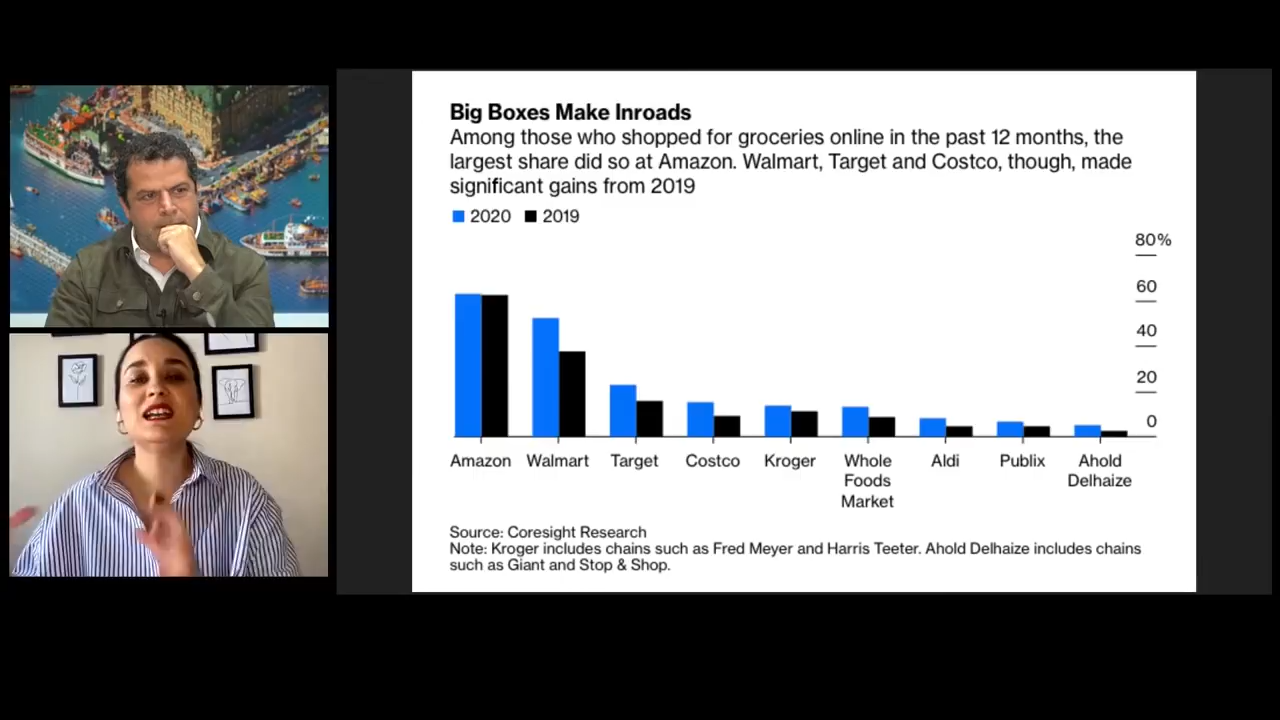 Big Boxes Make Inroads
Among those who shopped for groceries online in the past 12 months, the
largest share did so at Amazon. Walmart, Target and Costco, though, made
significant gains from 2019
2020 2019
80%
60
40
20
0
Amazon Walmart Target Costco Kroger Whole Foods Market Aldi Publix Ahold Delhaize
Source: Coresight Research
Note: Kroger includes chains such as Fred Meyer and Harris Teeter. Ahold Delhaize includes chains
such as Giant and Stop & Shop.